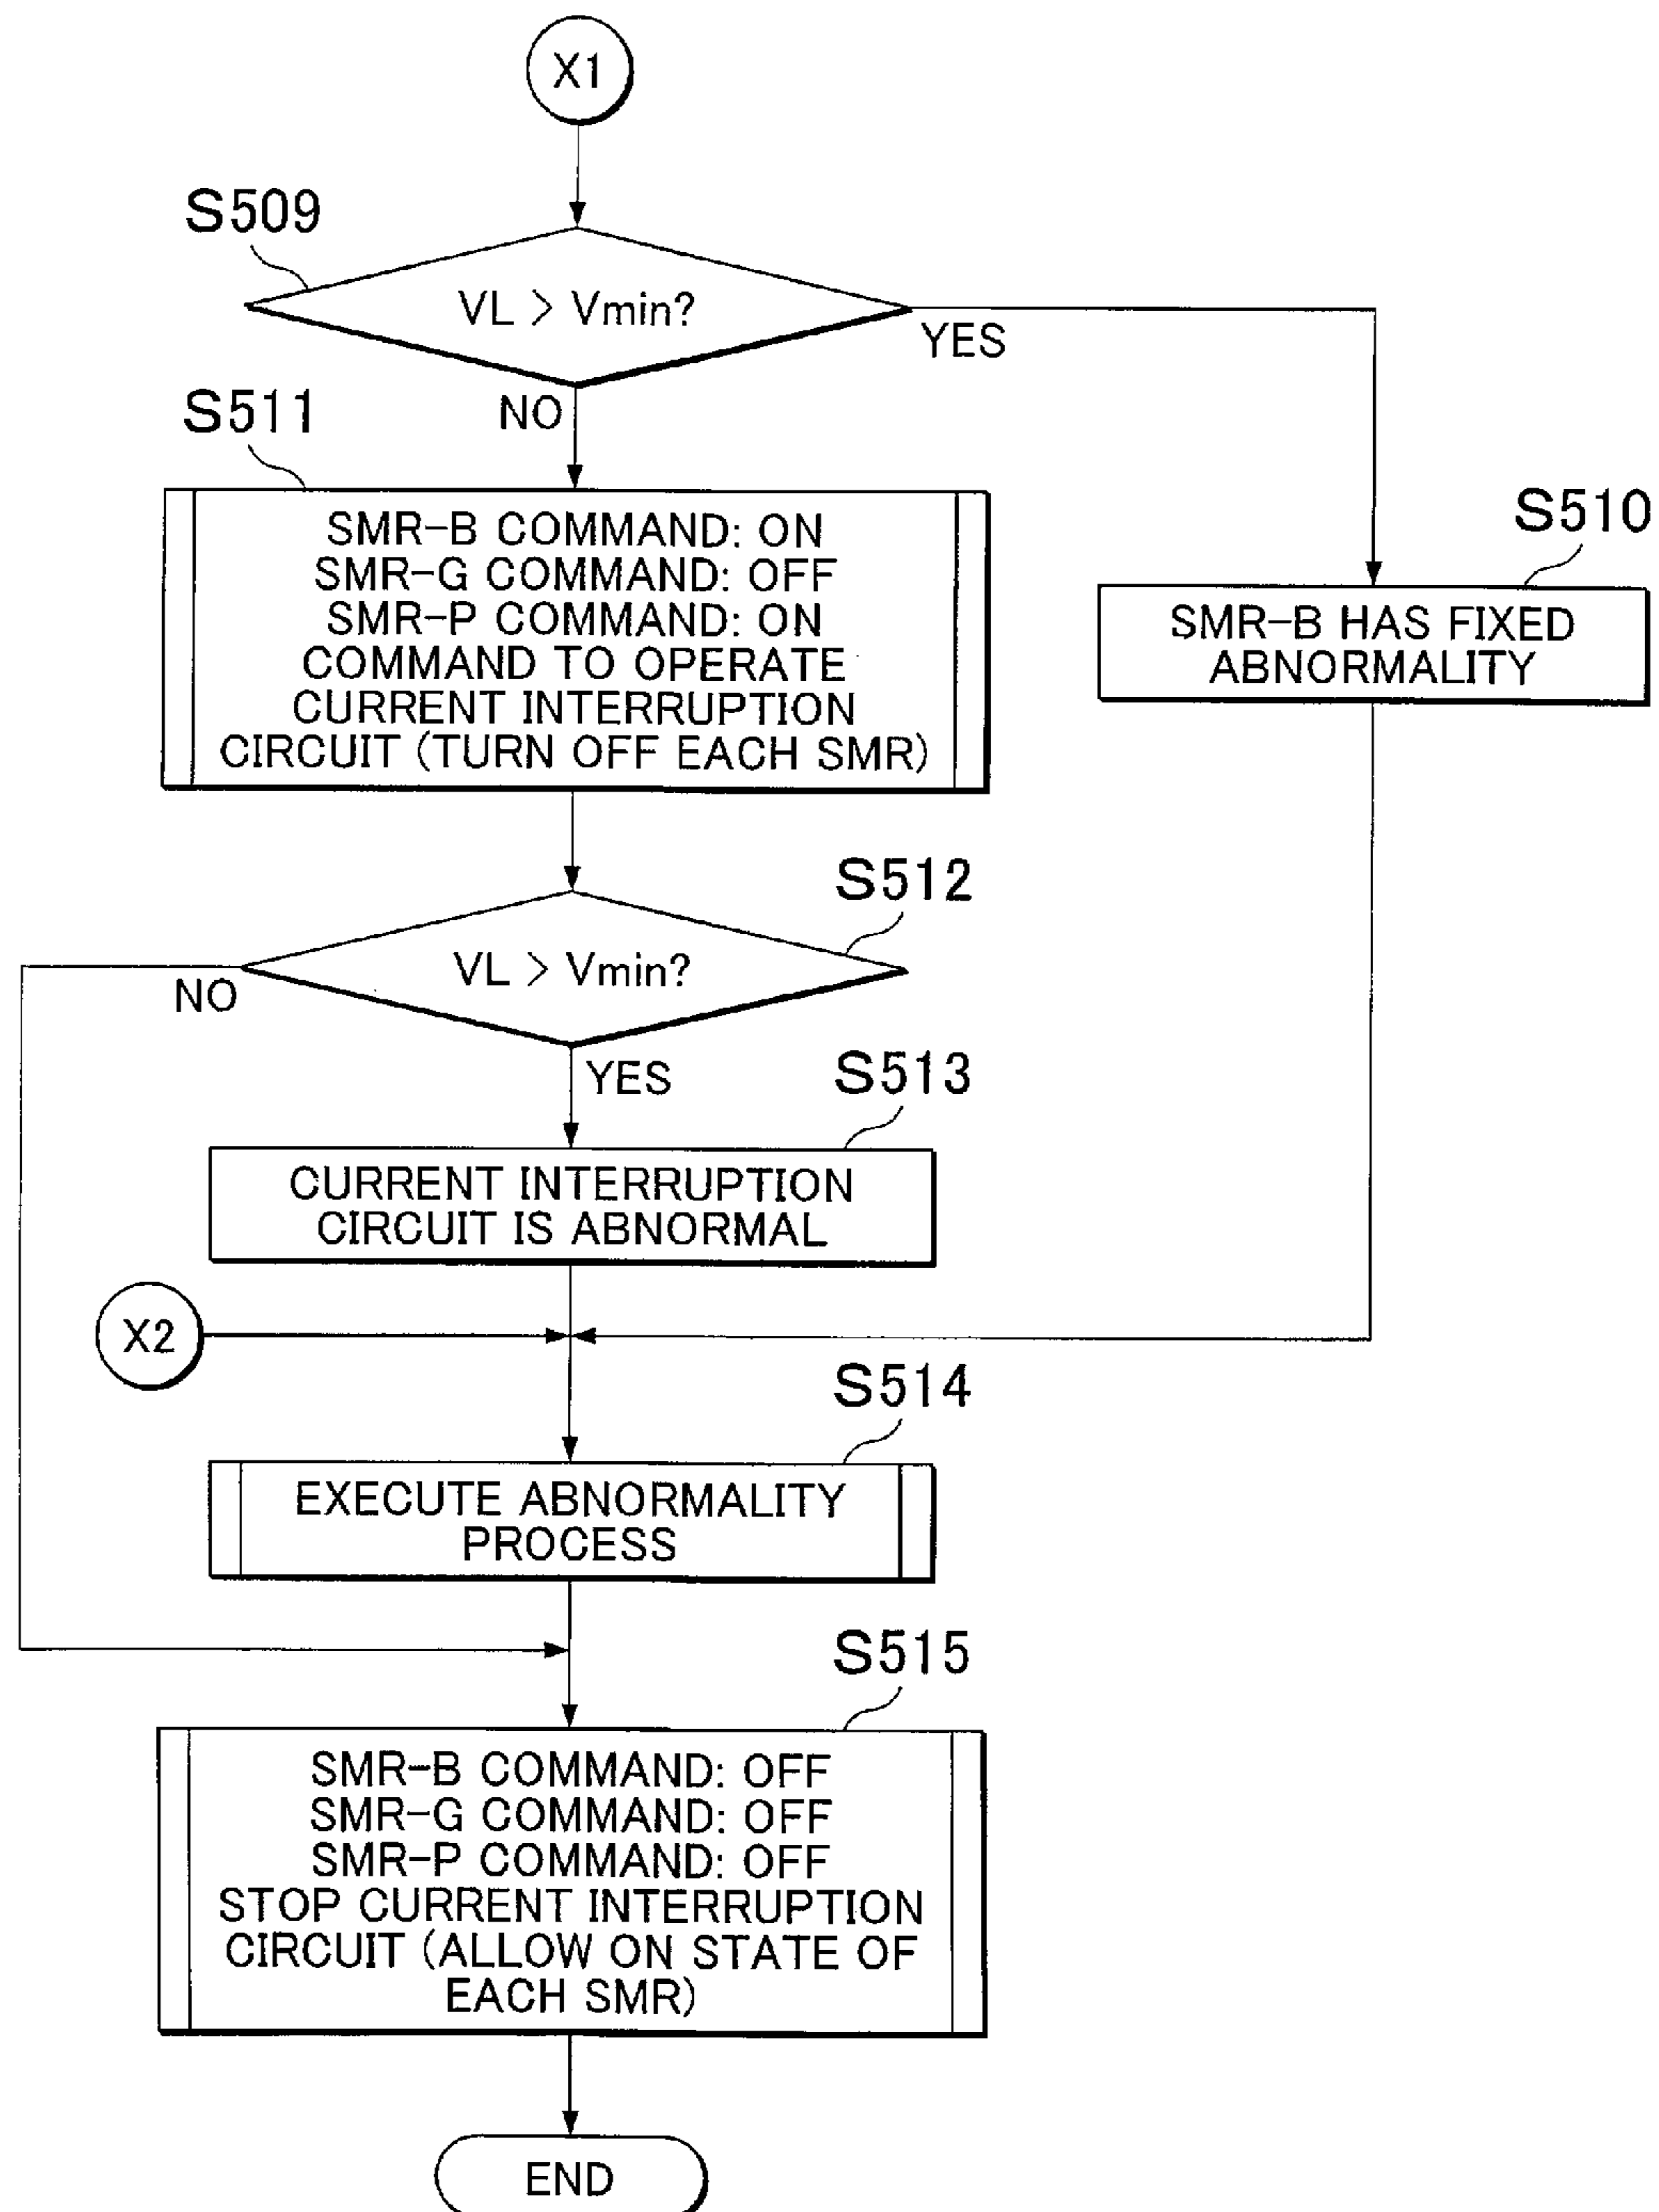 X1
S509
VL > Vmin?
YES
NO
S511
SMR-B COMMAND: ON
SMR-G COMMAND: OFF
SMR-P COMMAND: ON
COMMAND TO OPERATE
CURRENT INTERRUPTION
CIRCUIT (TURN OFF EACH SMR)
S510
SMR-B HAS FIXED
ABNORMALITY
S512
VL > Vmin?
NO
YES
S513
CURRENT INTERRUPTION
CIRCUIT IS ABNORMAL
X2
S514
EXECUTE ABNORMALITY
PROCESS
S515
SMR-B COMMAND: OFF
SMR-G COMMAND: OFF
SMR-P COMMAND: OFF
STOP CURRENT INTERRUPTION
CIRCUIT (ALLOW ON STATE OF
EACH SMR)
END